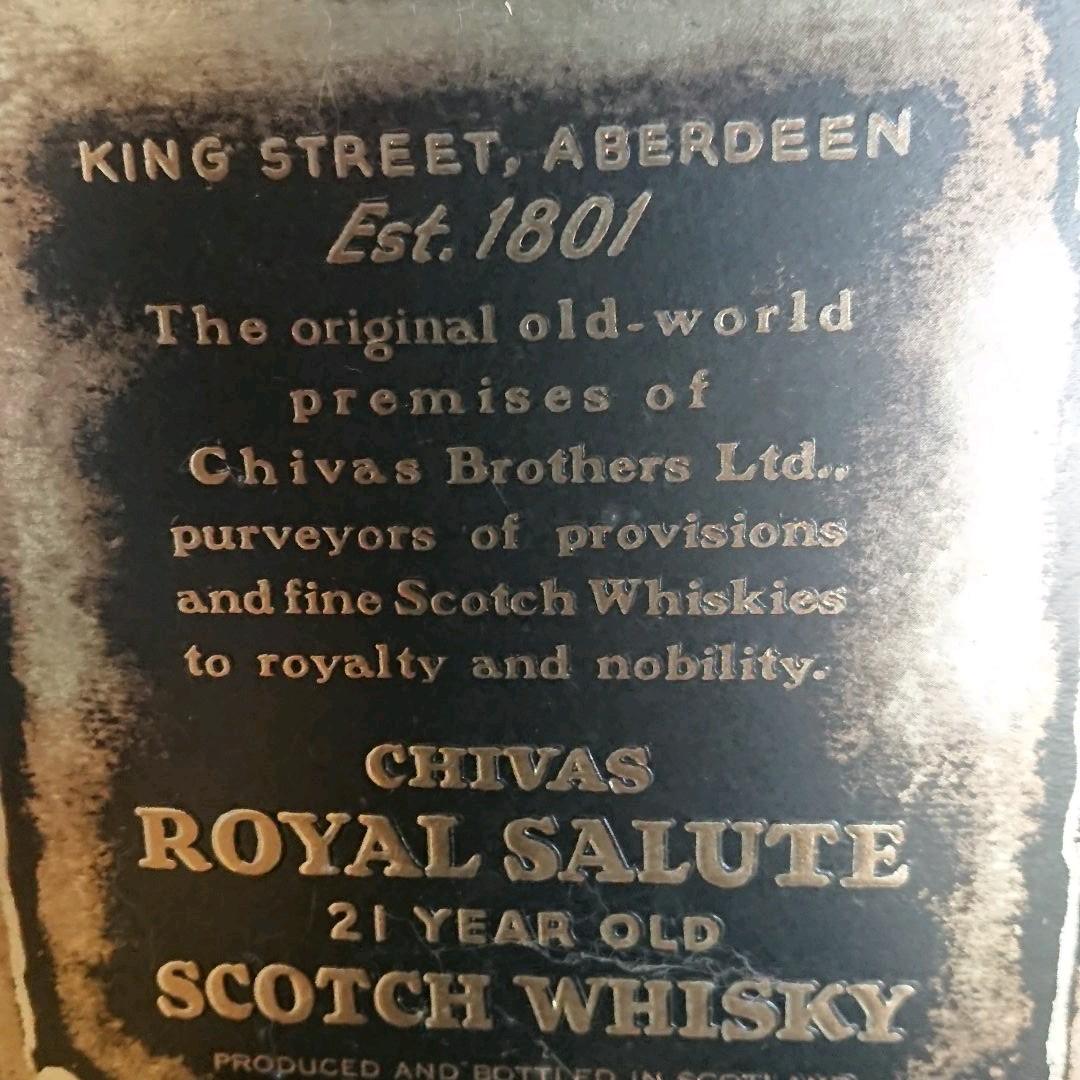 KING STREET, ABERDEEN
Est. 1801
The original old-world
premises of
Chivas Brothers Ltd.,
purveyors of provisions
and fine Scotch Whiskies
to royalty and nobility.
CHIVAS
ROYAL SALUTE
21 YEAR OLD
SCOTCH WHISKY
PRODUCED AND BOTTLED IN SCOTLAND